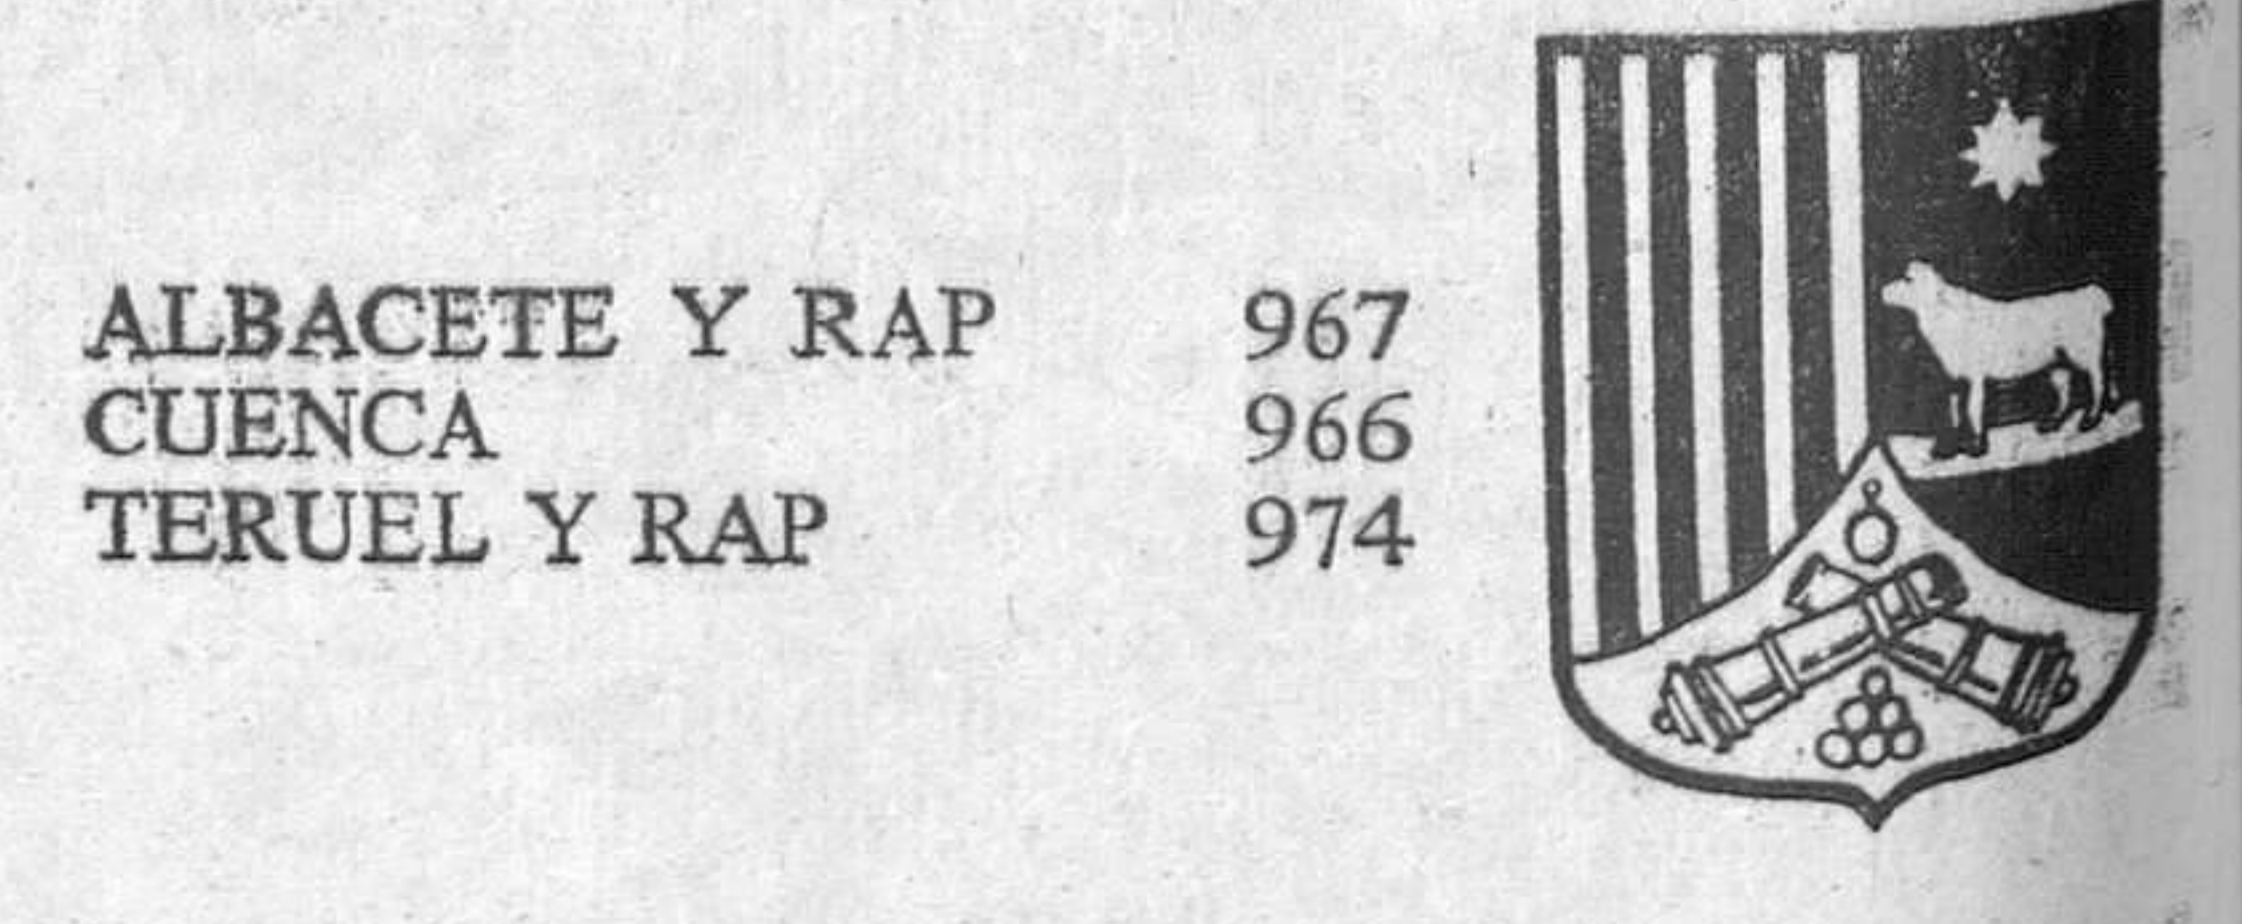 ALBACETE Y RAP 967
CUENCA 966
TERUEL Y RAP 974